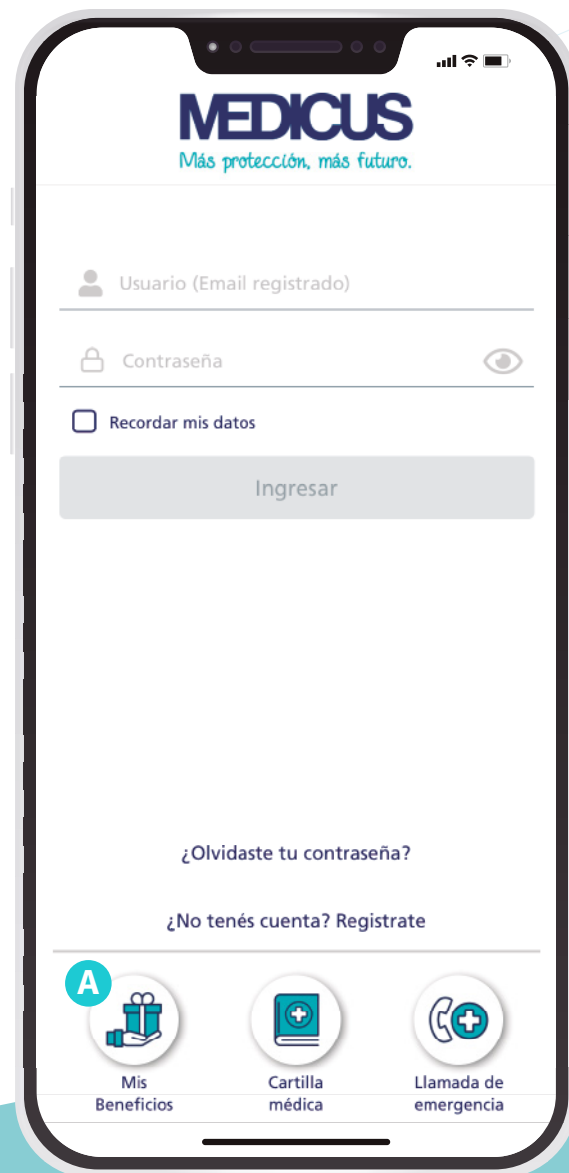 MEDICUS
Más protección, más futuro.
Usuario (Email registrado)
Contraseña
Recordar mis datos
Ingresar
¿Olvidaste tu contraseña?
¿No tenés cuenta? Registrate
A
Mis
Beneficios
Cartilla
médica
Llamada de
emergencia